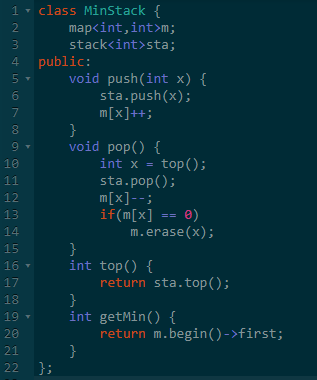 1 class MinStack {
2     map<int,int>m;
3     stack<int>sta;
4 public:
5     void push(int x) {
6         sta.push(x);
7         m[x]++;
8     }
9     void pop() {
10         int x = top();
11         sta.pop();
12         m[x]--;
13         if(m[x] == 0)
14             m.erase(x);
15     }
16     int top() {
17         return sta.top();
18     }
19     int getMin() {
20         return m.begin()->first;
21     }
22 };